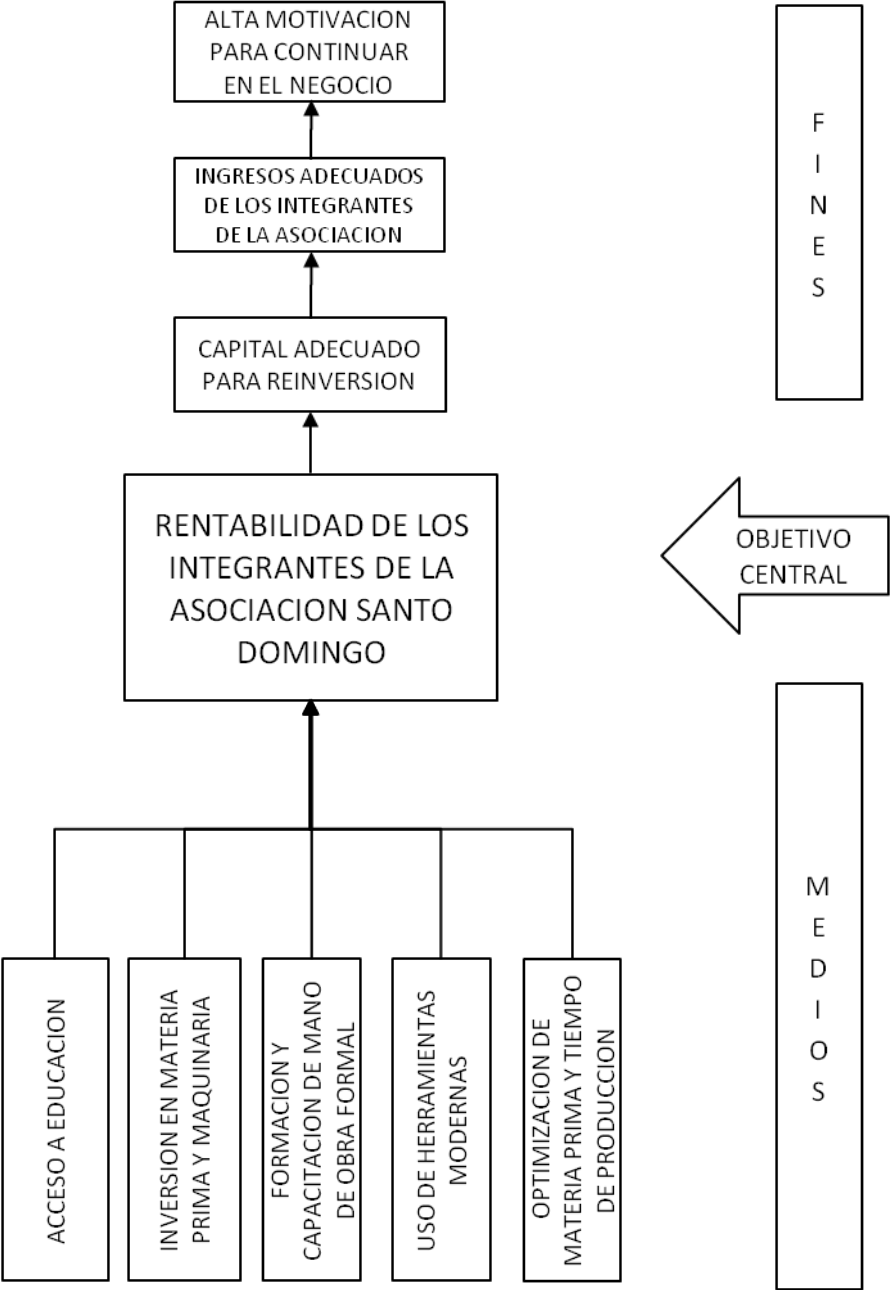 ALTA MOTIVACION
PARA CONTINUAR
EN EL NEGOCIO
INGRESOS ADECUADOS
DE LOS INTEGRANTES
DE LA ASOCIACION
CAPITAL ADECUADO
PARA REINVERSION
RENTABILIDAD DE LOS
INTEGRANTES DE LA
ASOCIACION SANTO
DOMINGO
ACCESO A EDUCACION
INVERSION EN MATERIA
PRIMA Y MAQUINARIA
FORMACION Y
CAPACITACION DE MANO
DE OBRA FORMAL
USO DE HERRAMIENTAS
MODERNAS
OPTIMIZACION DE
MATERIA PRIMA Y TIEMPO
DE PRODUCCION
FINES
OBJETIVO
CENTRAL
MEDIOS